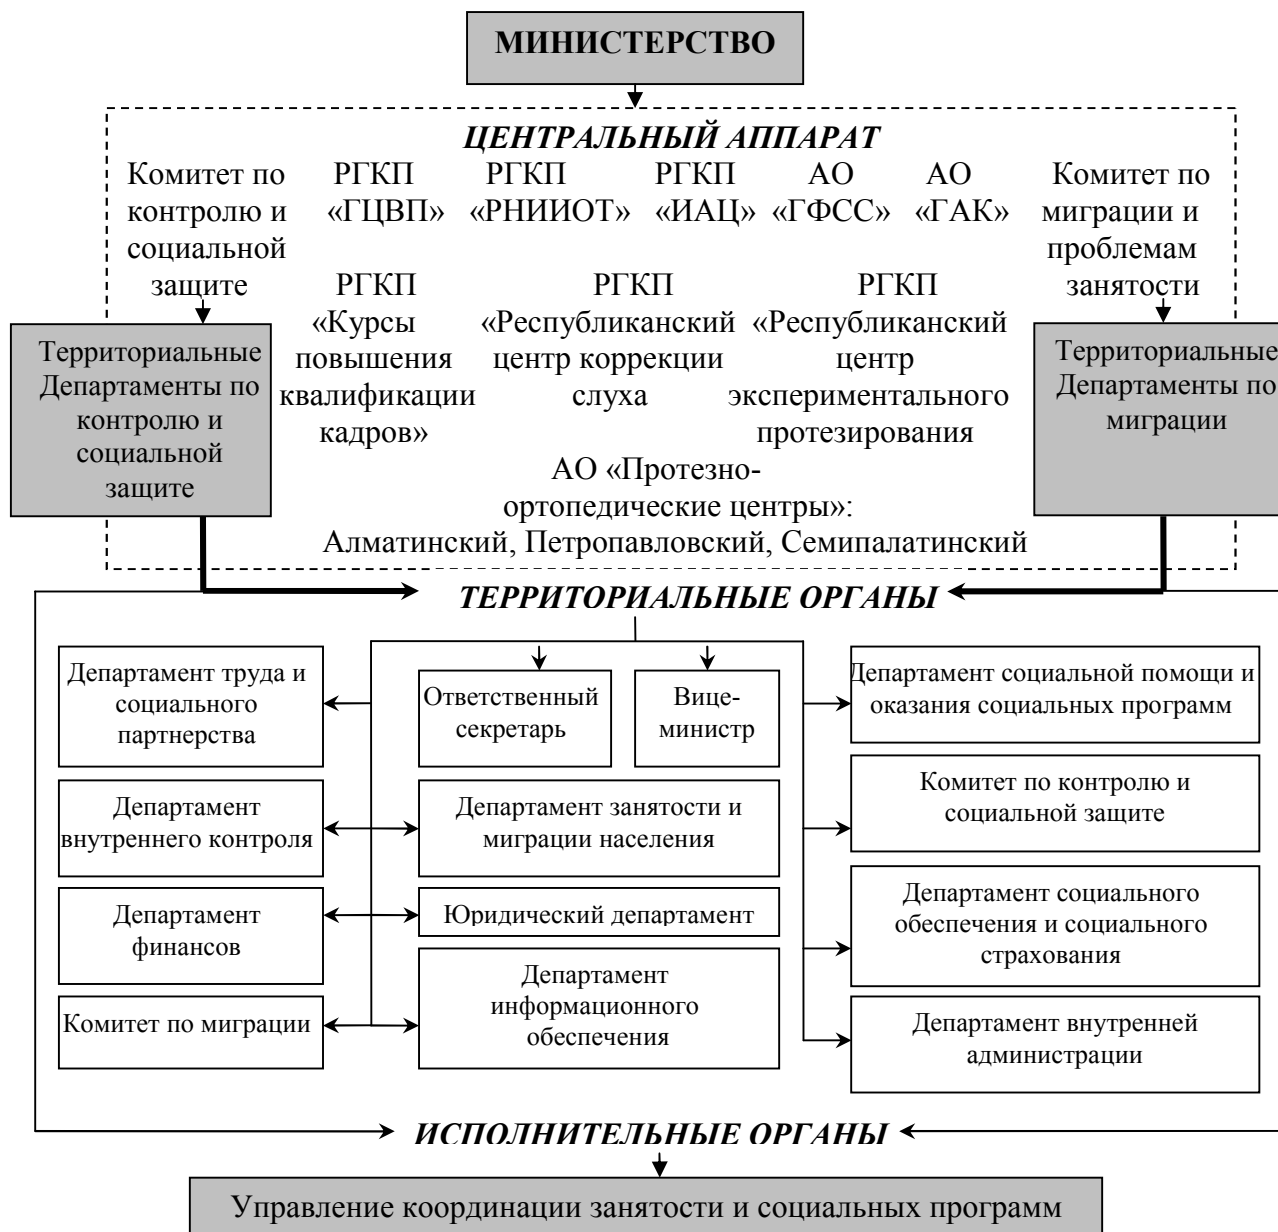 МИНИСТЕРСТВО
ЦЕНТРАЛЬНЫЙ АППАРАТ
Комитет по
контролю и
социальной
защите
РГКП
«ГЦВП»
РГКП
«РНИИОТ»
РГКП
«ИАЦ»
АО
«ГФСС»
АО
«ГАК»
Комитет по
миграции и
проблемам
занятости
РГКП
«Курсы
повышения
квалификации
кадров»
РГКП
«Республиканский
центр коррекции
слуха
РГКП
«Республиканский
центр
экспериментального
протезирования
Территориальные
Департаменты по
контролю и
социальной
защите
Территориальные
Департаменты по
миграции
АО «Протезно-
ортопедические центры»:
Алматинский, Петропавловский, Семипалатинский
ТЕРРИТОРИАЛЬНЫЕ ОРГАНЫ
Департамент труда и
социального
партнерства
Ответственный
секретарь
Вице-
министр
Департамент социальной помощи и
оказания социальных программ
Департамент
внутреннего контроля
Департамент занятости и
миграции населения
Комитет по контролю и
социальной защите
Департамент
финансов
Юридический департамент
Департамент социального
обеспечения и социального
страхования
Комитет по миграции
Департамент
информационного
обеспечения
Департамент внутренней
администрации
ИСПОЛНИТЕЛЬНЫЕ ОРГАНЫ
Управление координации занятости и социальных программ